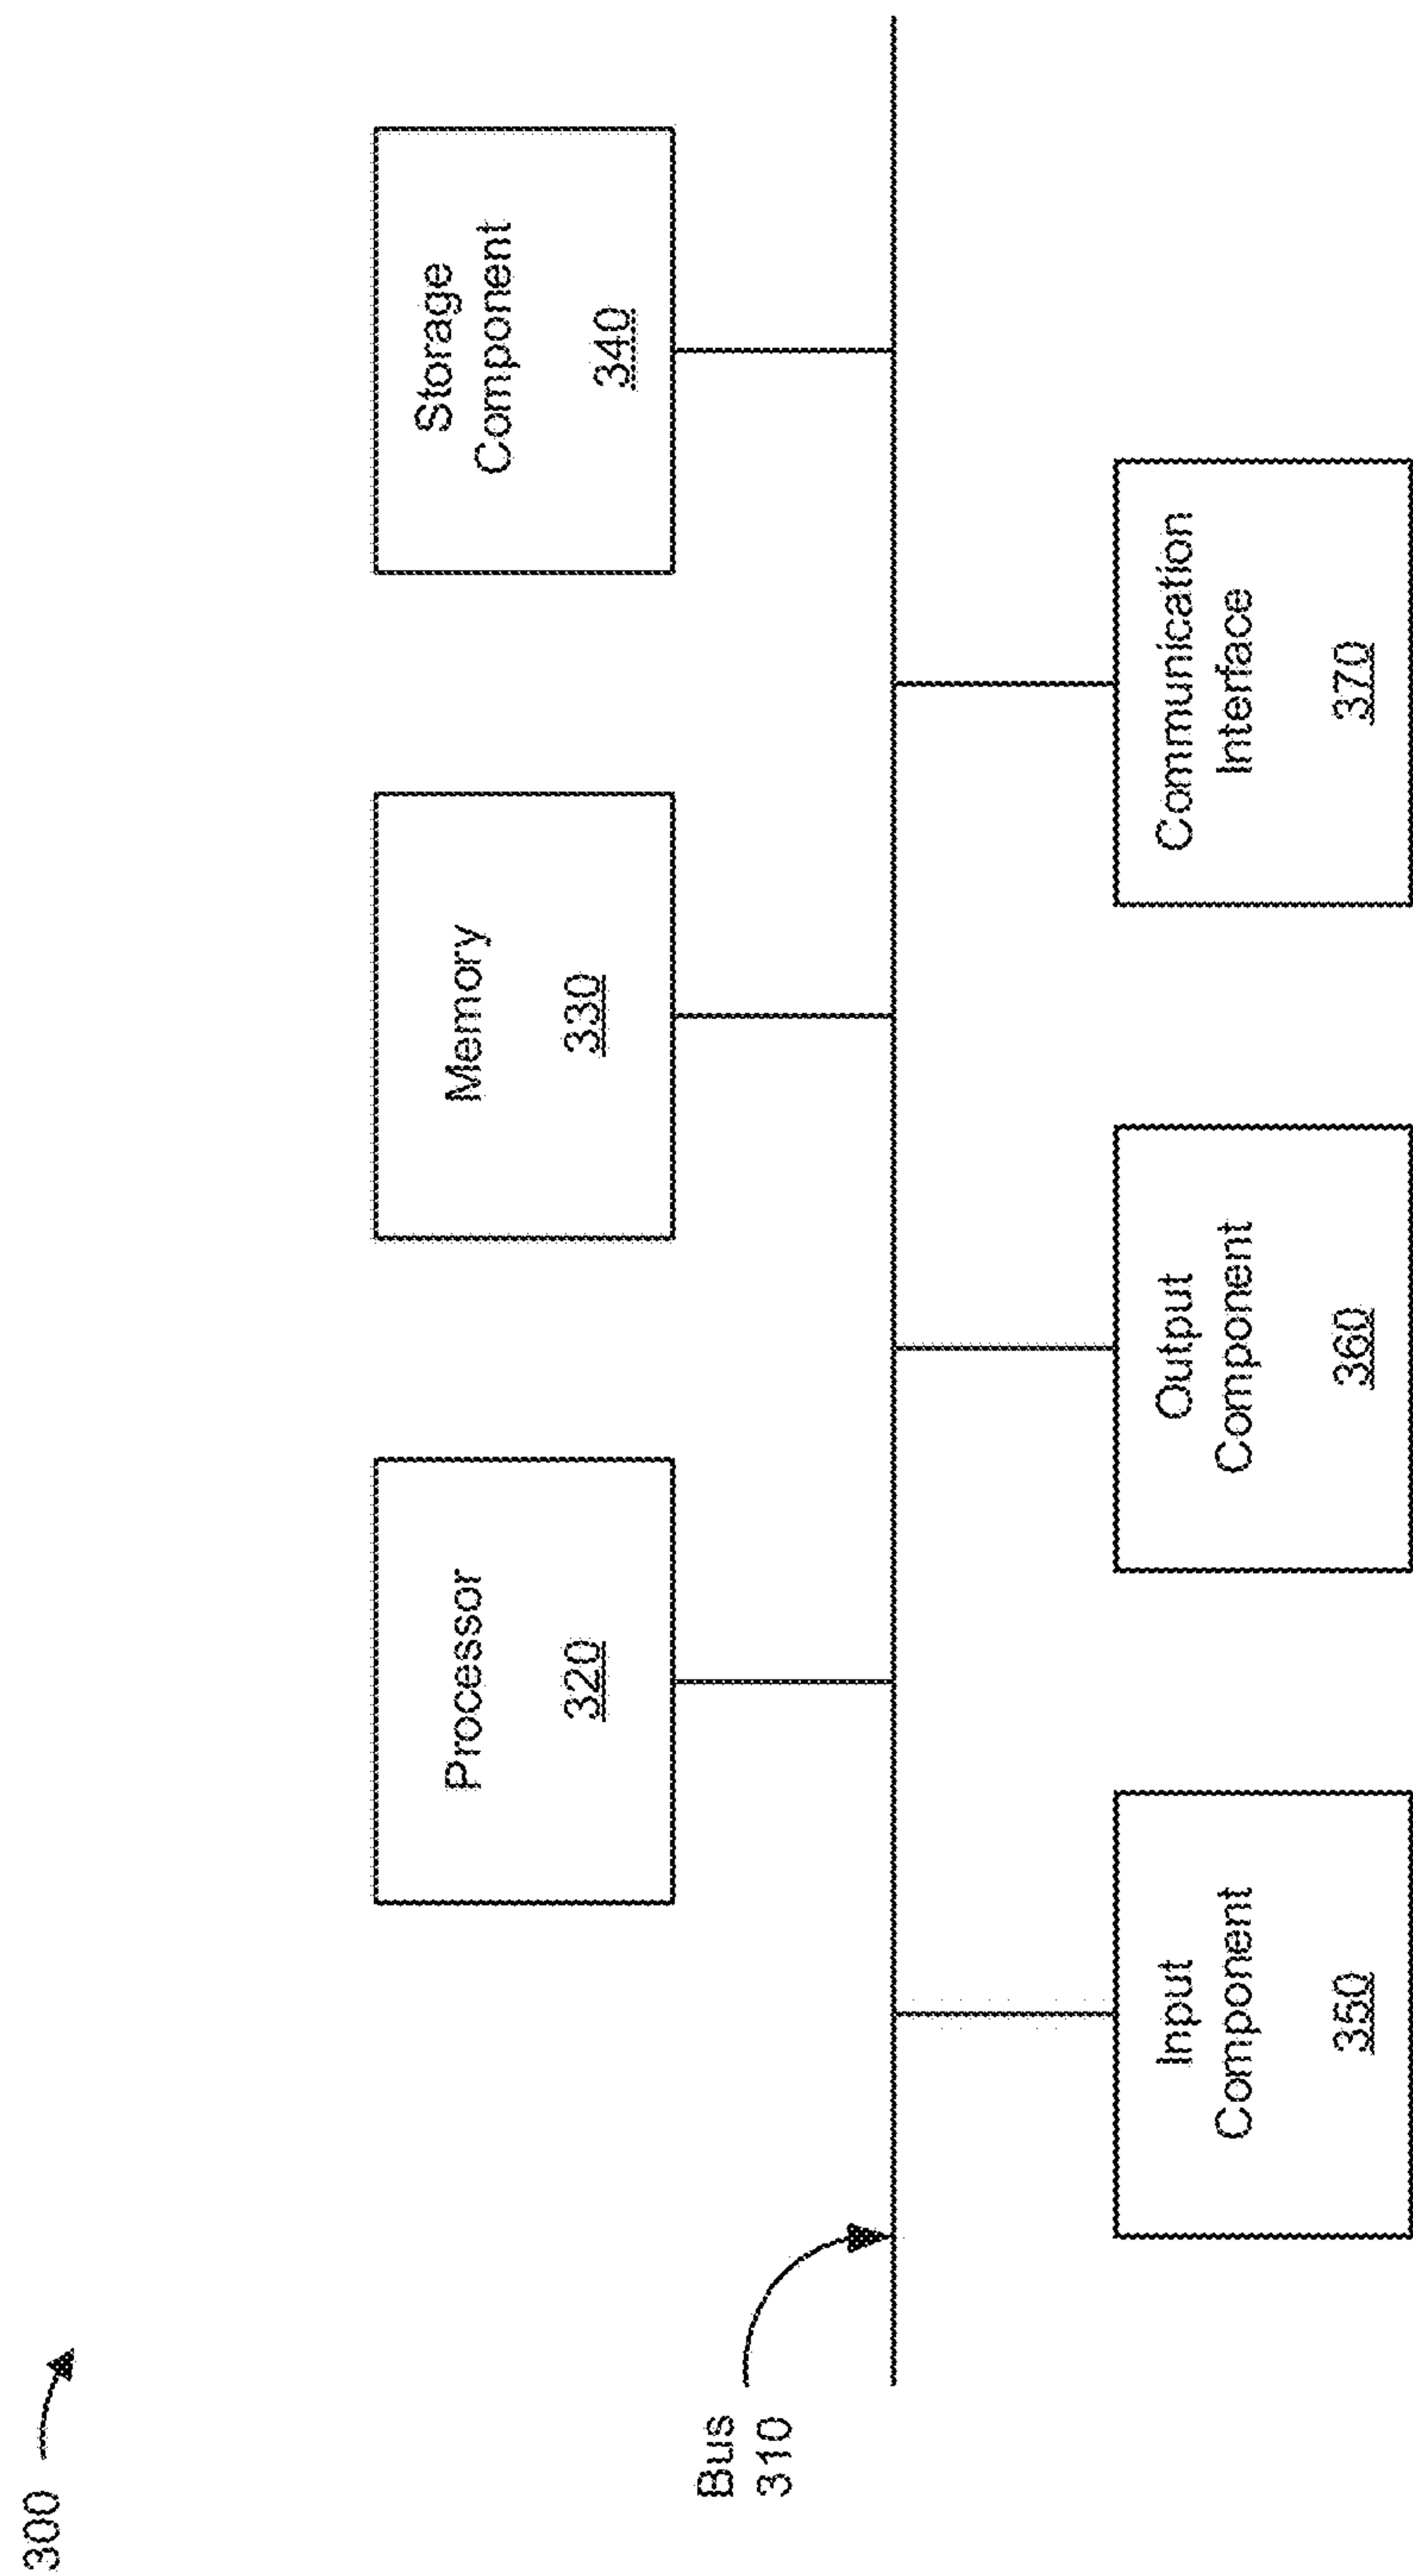 300
Bus
310
Processor
320
Memory
330
Storage
Component
340
Input
Component
350
Output
Component
360
Communication
Interface
370